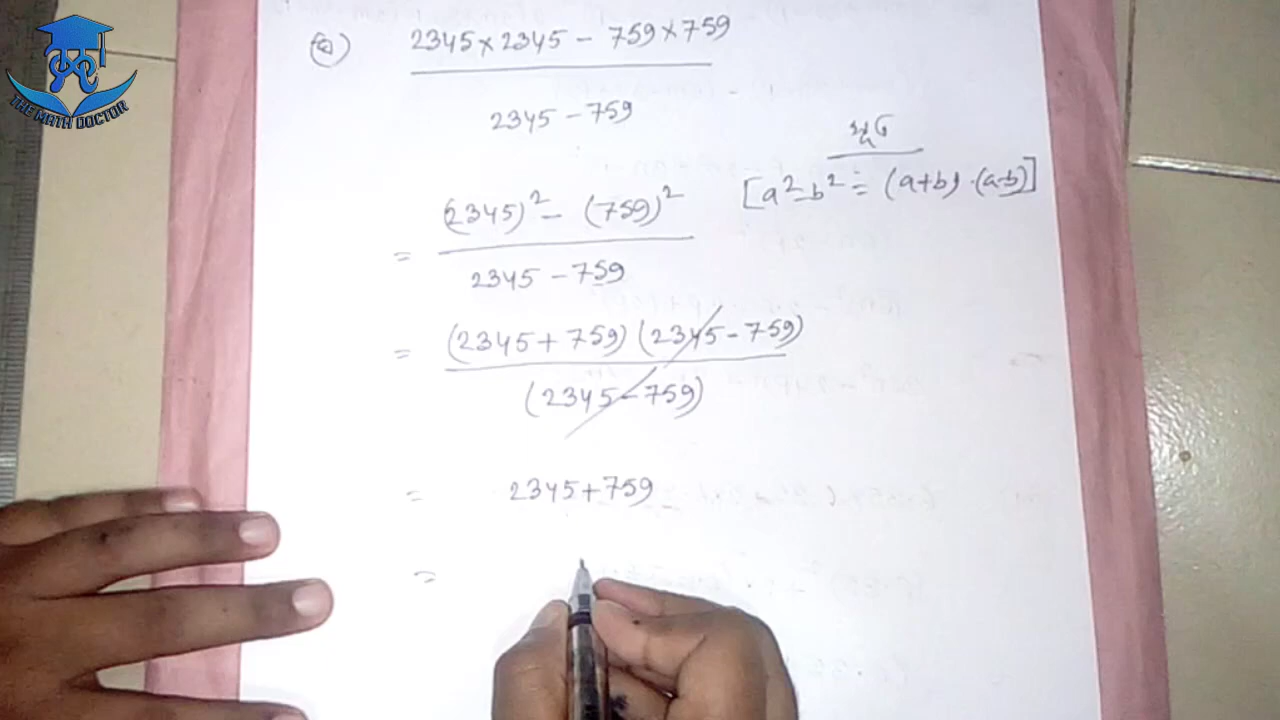 THE MATH DOCTOR
(ঘ) 2345 × 2345 − 759 × 759
2345 − 759
সূত্র
[a² − b² = (a+b) · (a−b)]
(2345)² − (759)²
=
2345 − 759
= (2345 + 759) (2345 − 759)
(2345 − 759)
= 2345 + 759
=